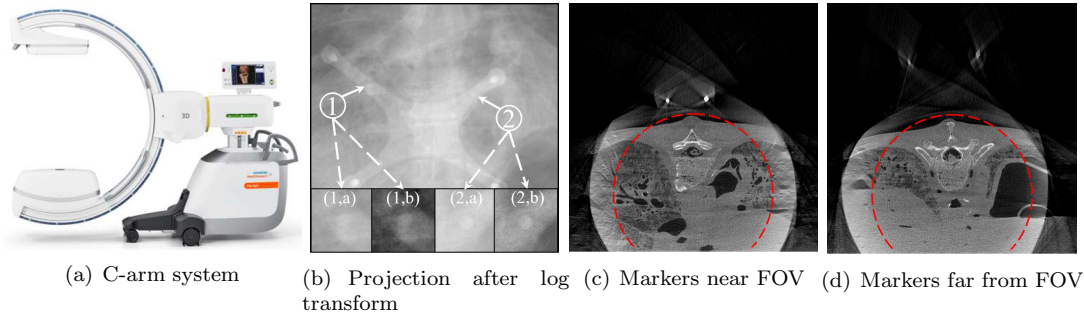 3D
1
2
(1,a)
(1,b)
(2,a)
(2,b)
(a) C-arm system
(b) Projection after log
transform
(c) Markers near FOV
(d) Markers far from FOV